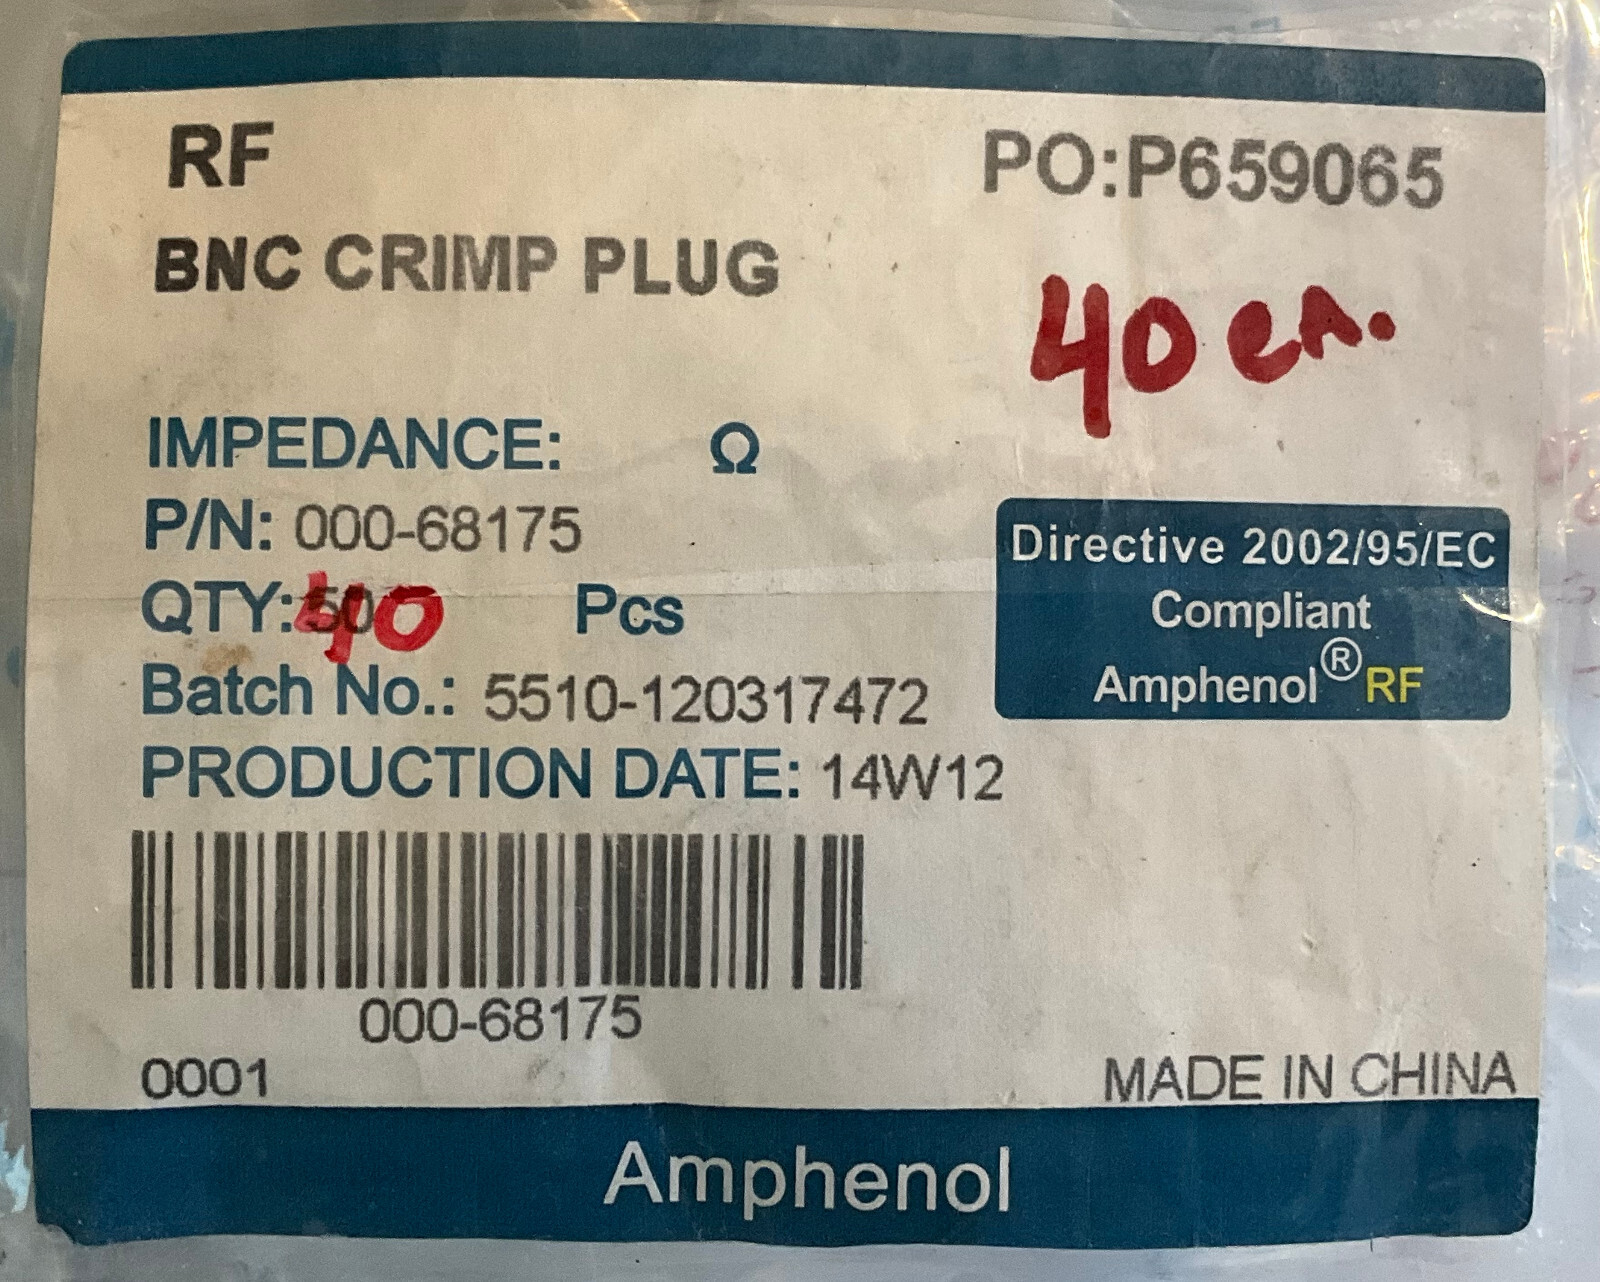 RF
PO:P659065
BNC CRIMP PLUG
40 ea.
IMPEDANCE: Ω
P/N: 000-68175
QTY: 50 40 Pcs
Batch No.: 5510-120317472
PRODUCTION DATE: 14W12
Directive 2002/95/EC
Compliant
Amphenol® RF
000-68175
0001
MADE IN CHINA
Amphenol